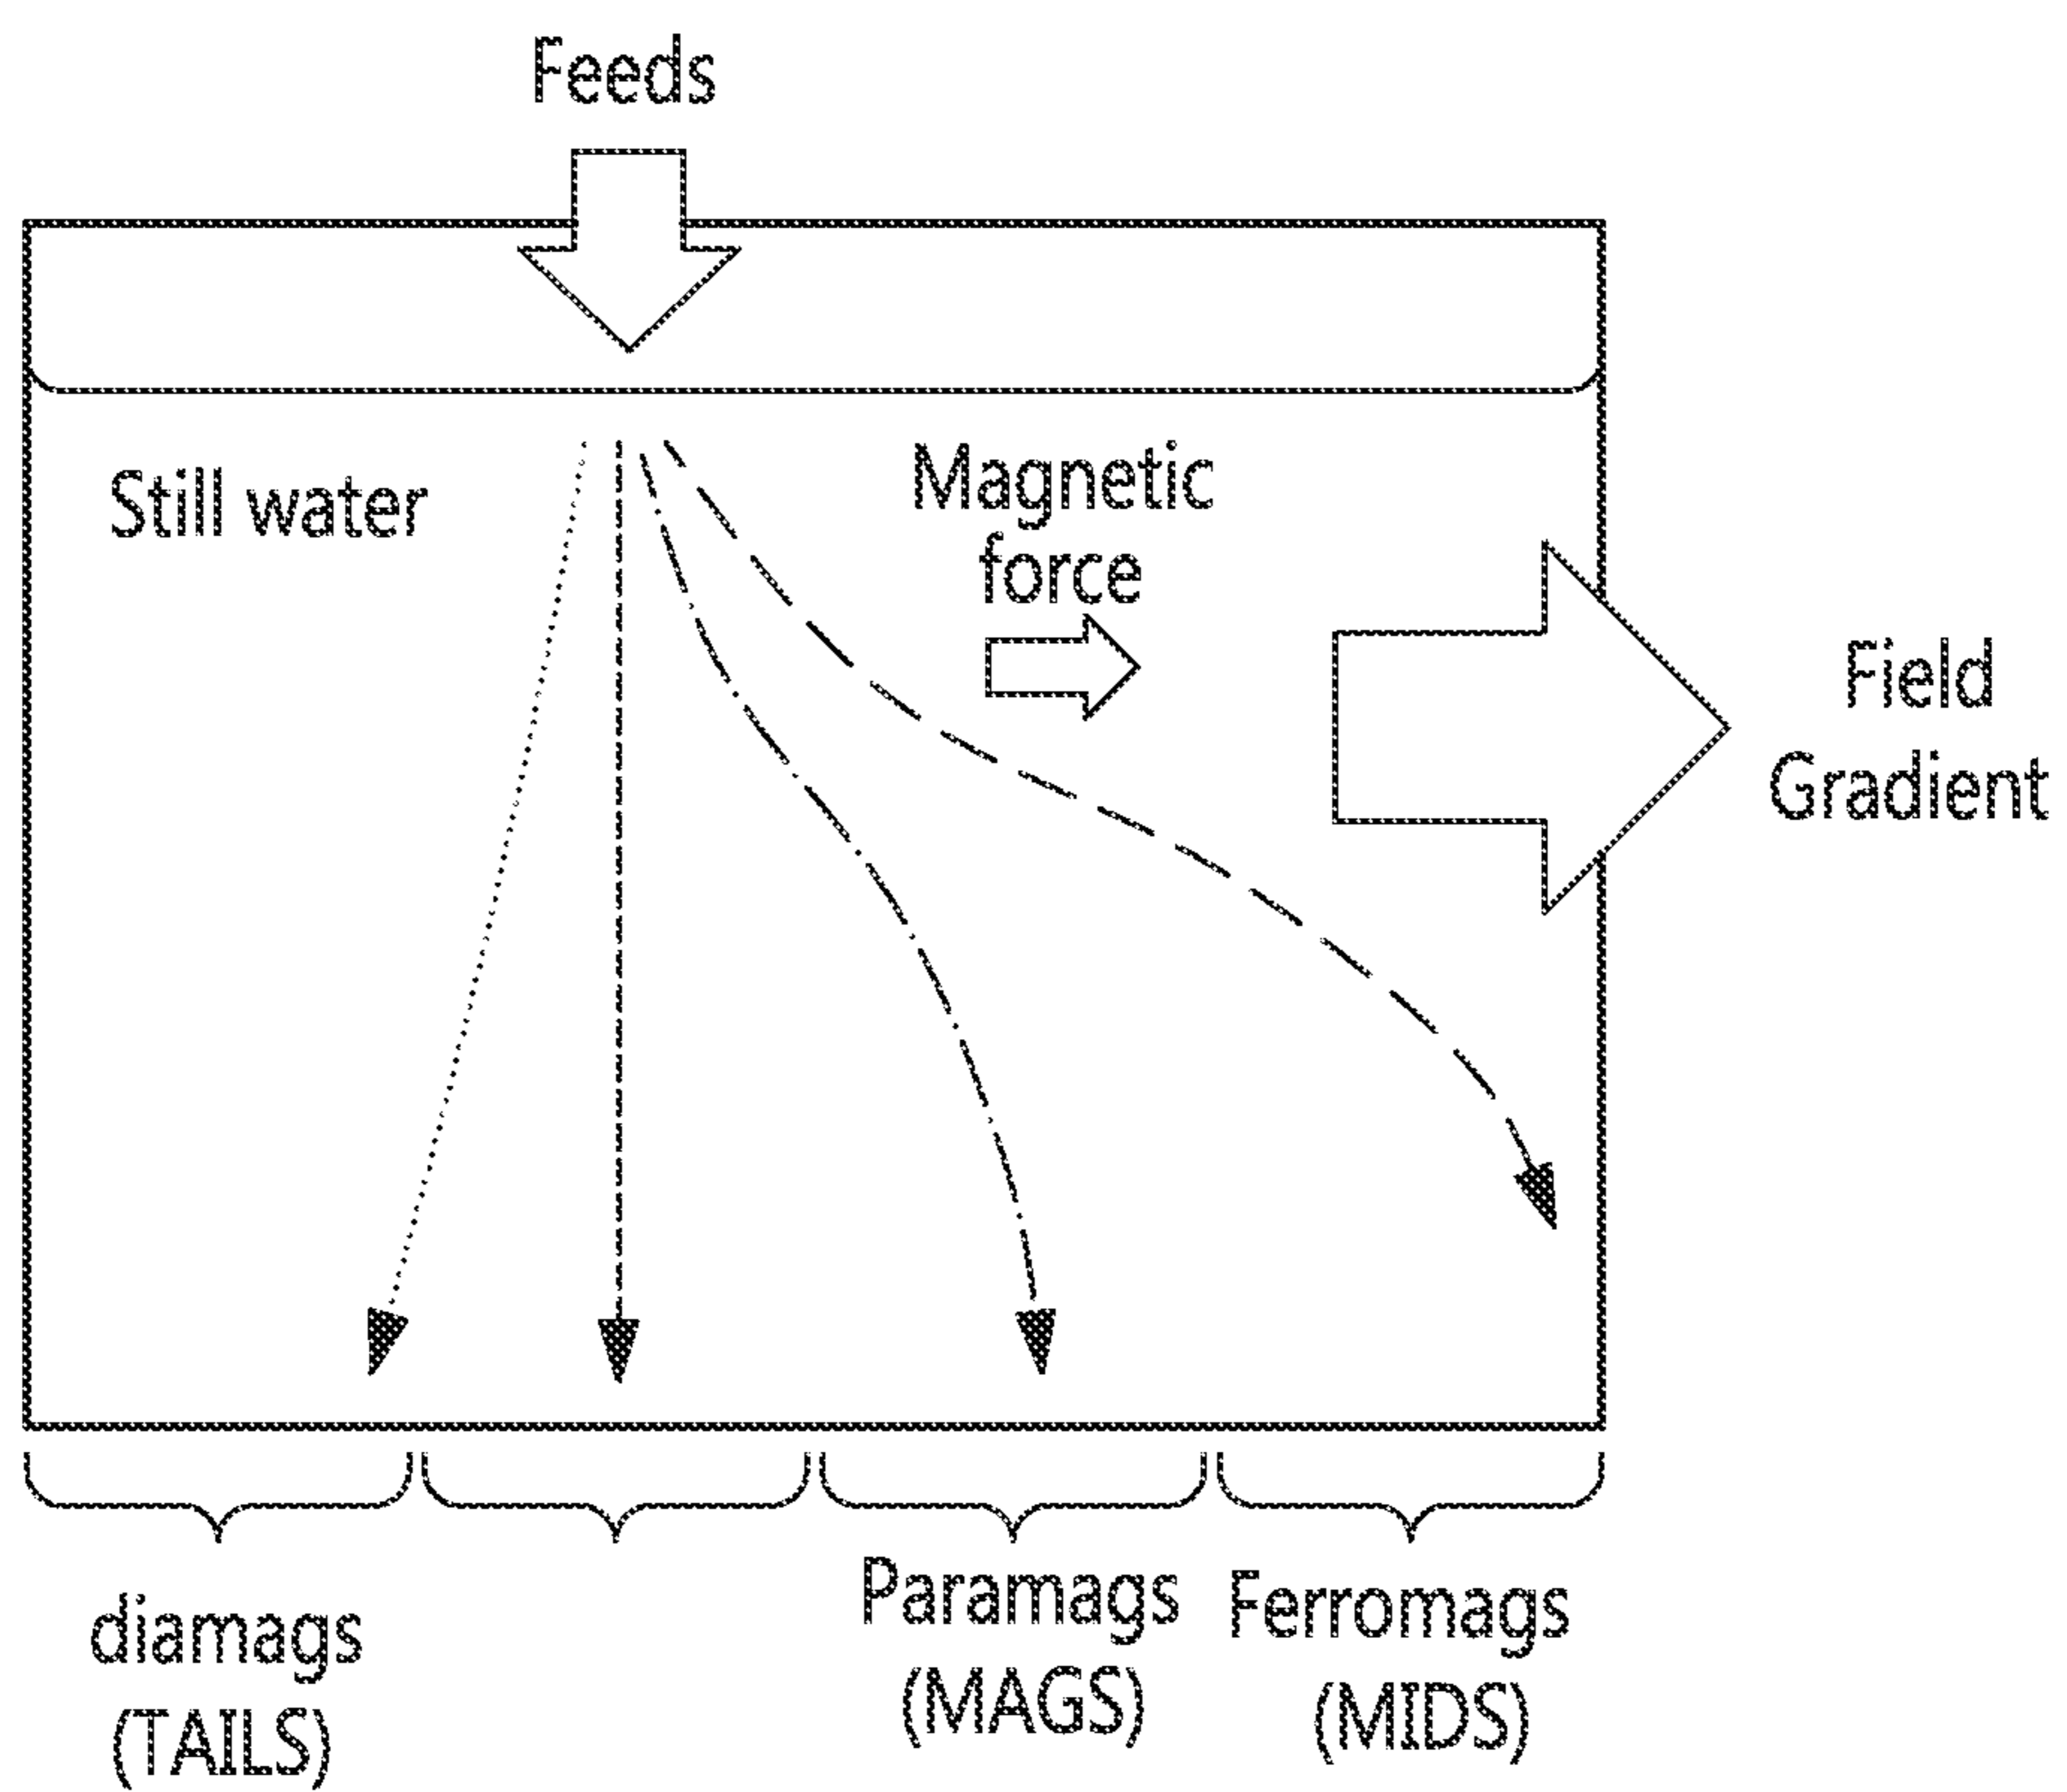 Feeds
Still water
Magnetic
force
Field
Gradient
diamags
(TAILS)
Paramags
(MAGS)
Ferromags
(MIDS)